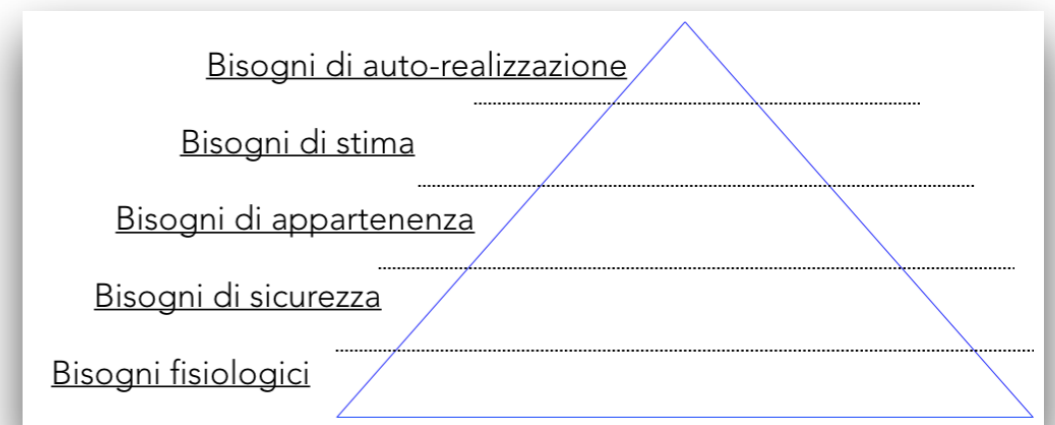 Bisogni di auto-realizzazione
Bisogni di stima
Bisogni di appartenenza
Bisogni di sicurezza
Bisogni fisiologici